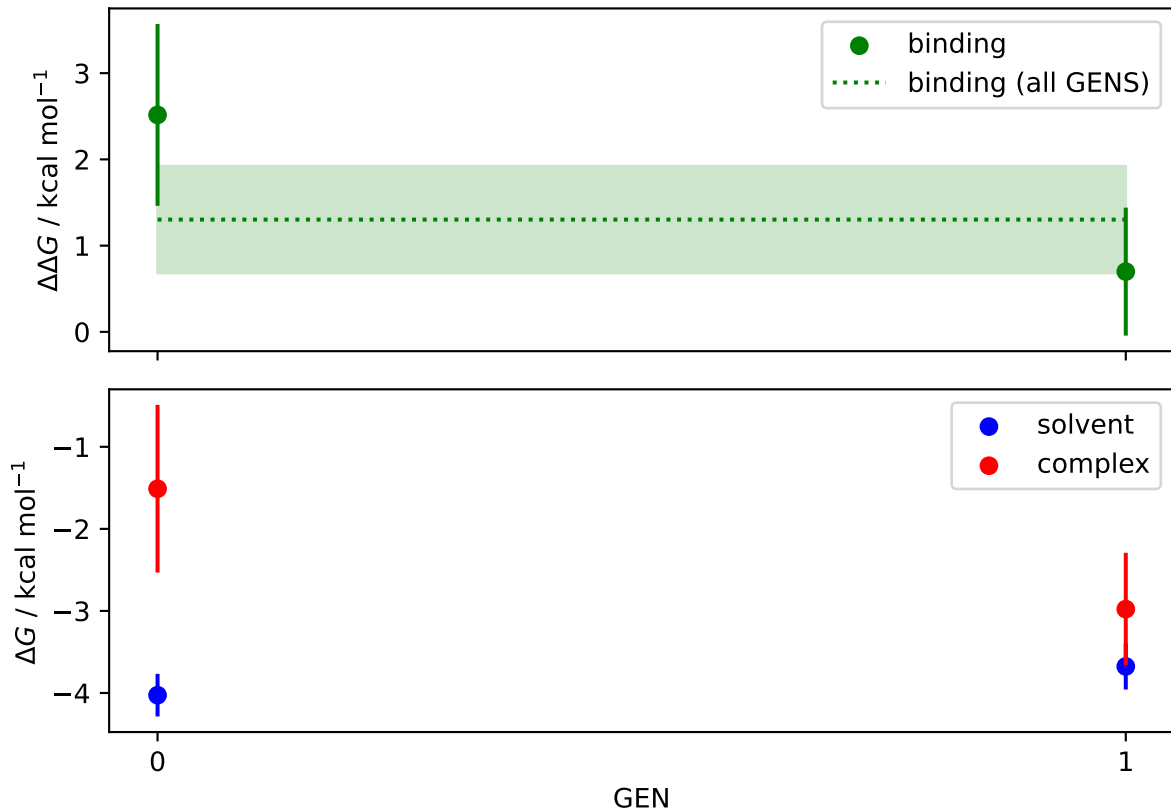 ΔΔG / kcal mol⁻¹
3
2
1
0
binding
binding (all GENS)
ΔG / kcal mol⁻¹
−1
−2
−3
−4
solvent
complex
0
1
GEN